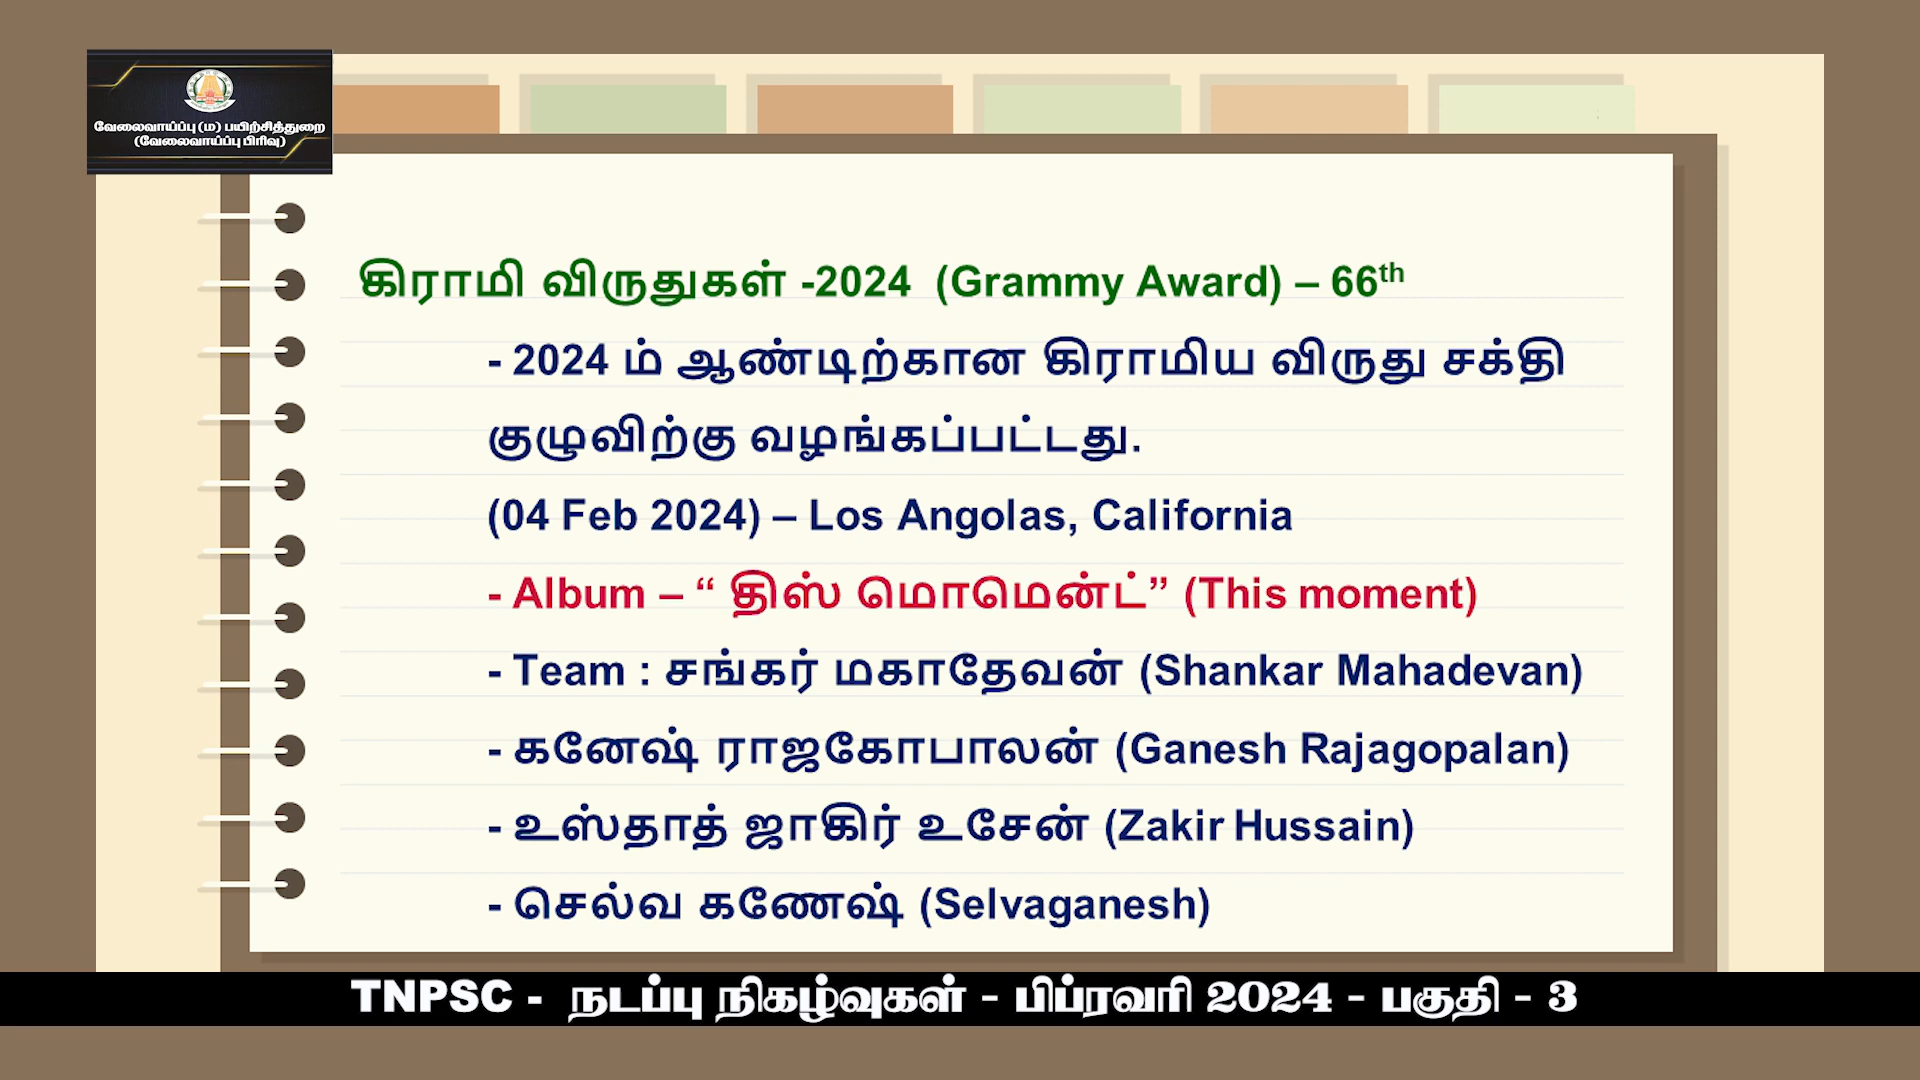 வேலைவாய்ப்பு (ம) பயிற்சித்துறை
(வேலைவாய்ப்பு பிரிவு)
கிராமி விருதுகள் -2024 (Grammy Award) – 66th
- 2024 ம் ஆண்டிற்கான கிராமிய விருது சக்தி
குழுவிற்கு வழங்கப்பட்டது.
(04 Feb 2024) – Los Angolas, California
- Album – “ திஸ் மொமென்ட்” (This moment)
- Team : சங்கர் மகாதேவன் (Shankar Mahadevan)
- கனேஷ் ராஜகோபாலன் (Ganesh Rajagopalan)
- உஸ்தாத் ஜாகிர் உசேன் (Zakir Hussain)
- செல்வ கணேஷ் (Selvaganesh)
TNPSC - நடப்பு நிகழ்வுகள் - பிப்ரவரி 2024 - பகுதி - 3